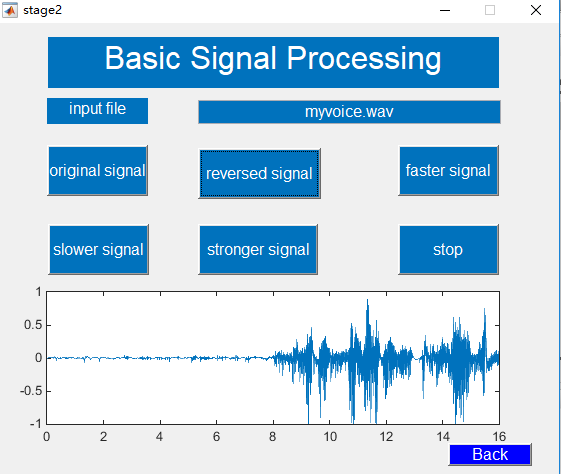 stage2
Basic Signal Processing
input file
myvoice.wav
original signal
reversed signal
faster signal
slower signal
stronger signal
stop
1
0.5
0
-0.5
-1
0 2 4 6 8 10 12 14 16
Back